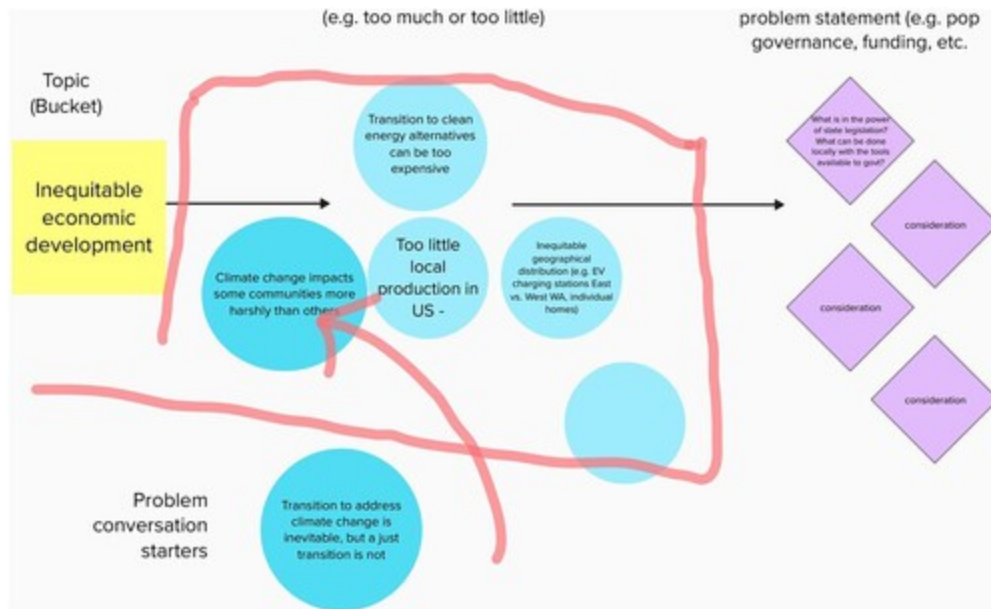 (e.g. too much or too little)
problem statement (e.g. pop
governance, funding, etc.
Topic
(Bucket)
Inequitable
economic
development
Transition to clean
energy alternatives
can be too
expensive
Climate change impacts
some communities more
harshly than others
Too little
local
production in
US -
Inequitable
geographical
distribution (e.g. EV
charging stations East
vs. West WA, individual
homes)
What is in the power
of state legislation?
What can be done
locally with the tools
available to govt?
consideration
consideration
consideration
Problem
conversation
starters
Transition to address
climate change is
inevitable, but a just
transition is not